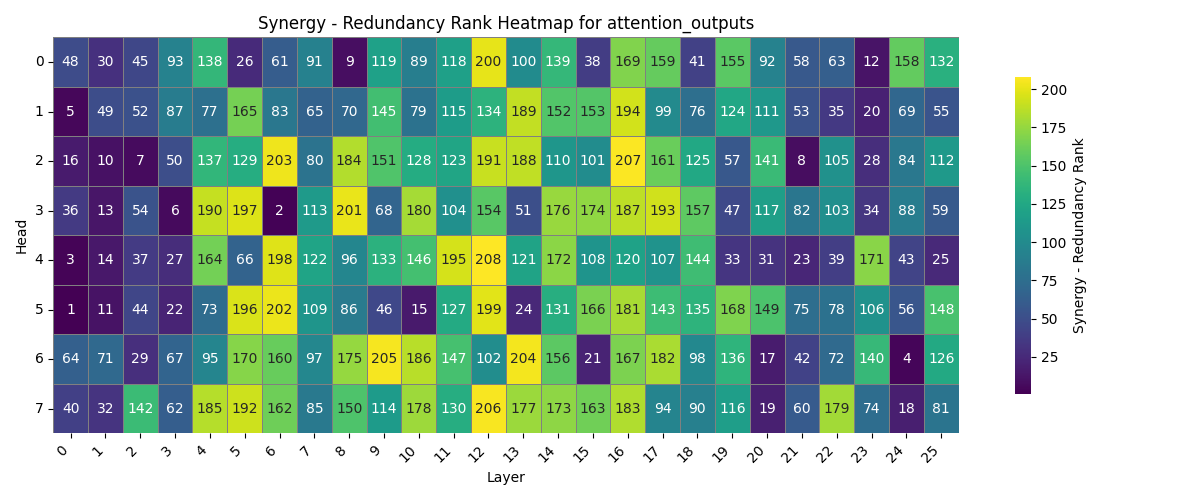 Synergy - Redundancy Rank Heatmap for attention_outputs
Head
0 48 30 45 93 138 26 61 91 9 119 89 118 200 100 139 38 169 159 41 155 92 58 63 12 158 132
1 5 49 52 87 77 165 83 65 70 145 79 115 134 189 152 153 194 99 76 124 111 53 35 20 69 55
2 16 10 7 50 137 129 203 80 184 151 128 123 191 188 110 101 207 161 125 57 141 8 105 28 84 112
3 36 13 54 6 190 197 2 113 201 68 180 104 154 51 176 174 187 193 157 47 117 82 103 34 88 59
4 3 14 37 27 164 66 198 122 96 133 146 195 208 121 172 108 120 107 144 33 31 23 39 171 43 25
5 1 11 44 22 73 196 202 109 86 46 15 127 199 24 131 166 181 143 135 168 149 75 78 106 56 148
6 64 71 29 67 95 170 160 97 175 205 186 147 102 204 156 21 167 182 98 136 17 42 72 140 4 126
7 40 32 142 62 185 192 162 85 150 114 178 130 206 177 173 163 183 94 90 116 19 60 179 74 18 81
0 1 2 3 4 5 6 7 8 9 10 11 12 13 14 15 16 17 18 19 20 21 22 23 24 25
Layer
200
175
150
125
100
75
50
25
Synergy - Redundancy Rank